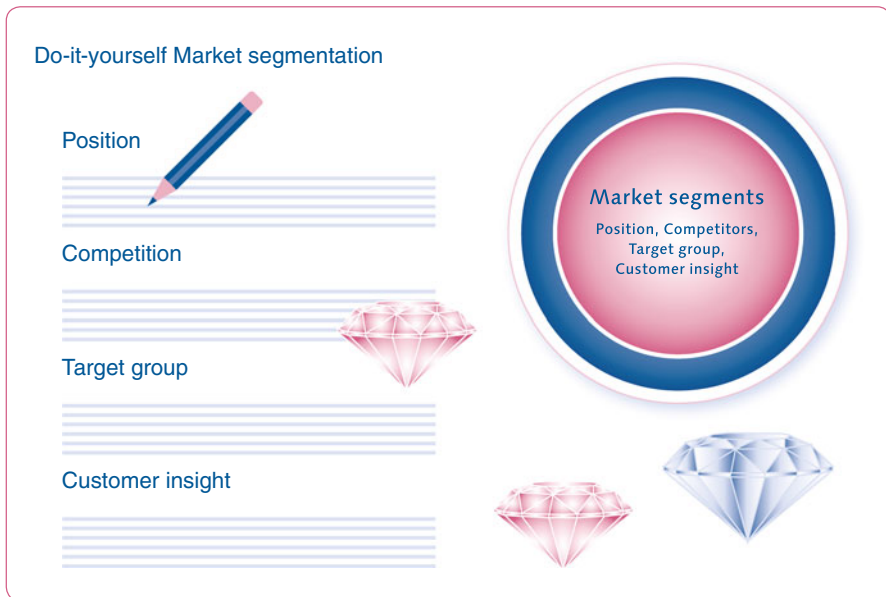 Do-it-yourself Market segmentation
Position
Competition
Target group
Customer insight
Market segments
Position, Competitors,
Target group,
Customer insight